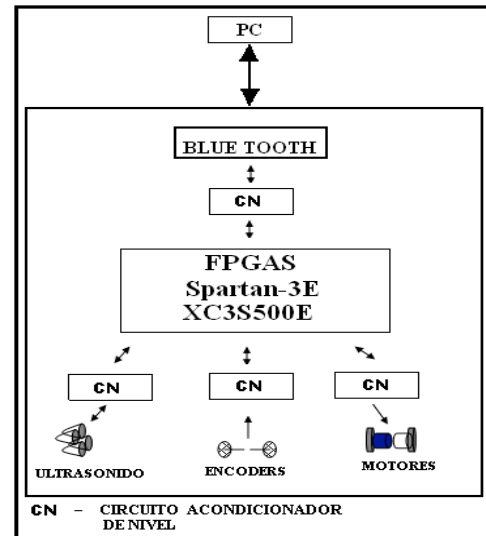 PC
BLUE TOOTH
CN
FPGAS
Spartan-3E
XC3S500E
CN
CN
CN
ULTRASONIDO
ENCODERS
MOTORES
CN – CIRCUITO ACONDICIONADOR
DE NIVEL